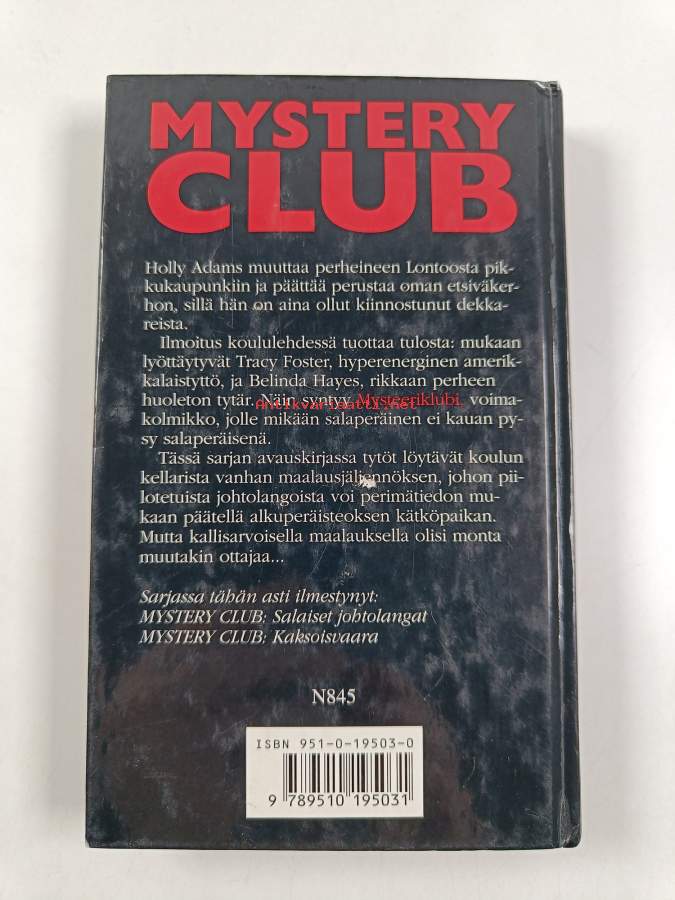 MYSTERY
CLUB
Holly Adams muuttaa perheineen Lontoosta pik-
kukaupunkiin ja päättää perustaa oman etsiväker-
hon, sillä hän on aina ollut kiinnostunut dekka-
reista.
Ilmoitus koululehdessä tuottaa tulosta: mukaan
lyöttäytyvät Tracy Foster, hyperenerginen amerik-
kalaistyttö, ja Belinda Hayes, rikkaan perheen
huoleton tytär. Näin syntyy Mysteeriklubi, voima-
Antikvariaatti.net
kolmikko, jolle mikään salaperäinen ei kauan py-
sy salaperäisenä.
Tässä sarjan avauskirjassa tytöt löytävät koulun
kellarista vanhan maalausjäljennöksen, johon pii-
lotetuista johtolangoista voi perimätiedon mu-
kaan päätellä alkuperäisteoksen kätköpaikan.
Mutta kallisarvoisella maalauksella olisi monta
muutakin ottajaa...
Sarjassa tähän asti ilmestynyt:
MYSTERY CLUB: Salaiset johtolangat
MYSTERY CLUB: Kaksoisvaara
N845
ISBN 951-0-19503-0
9 789510 195031